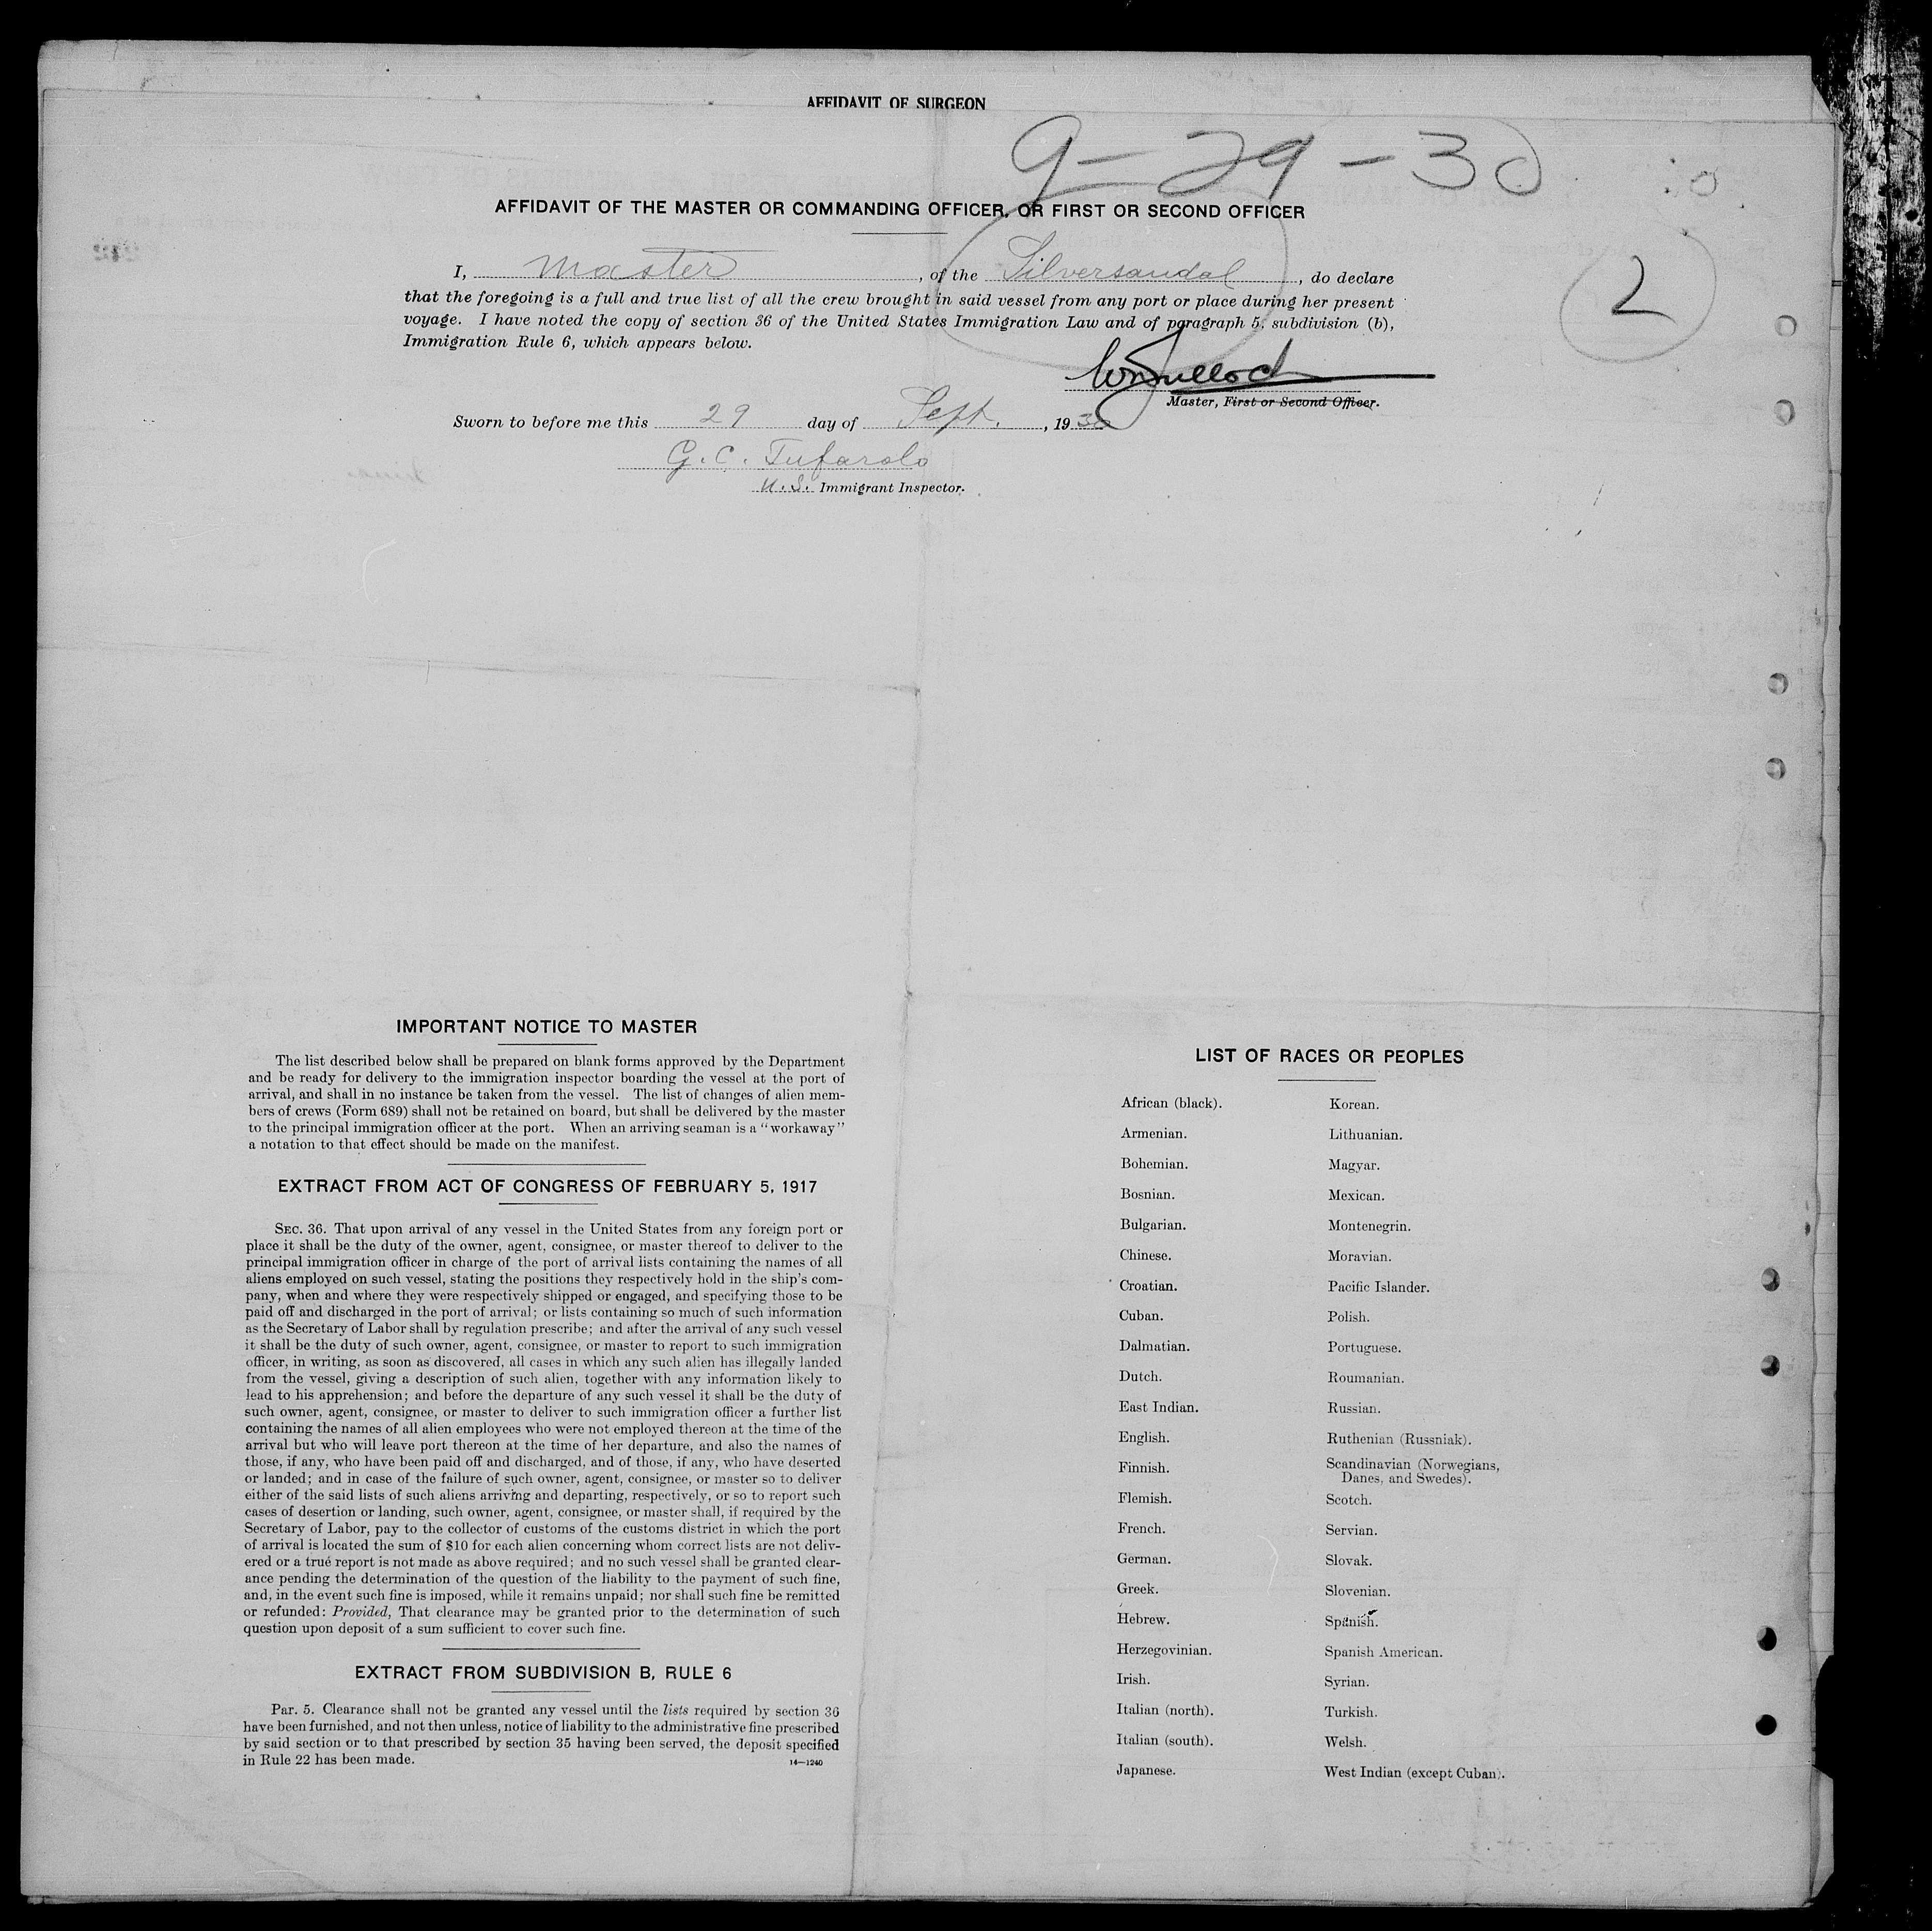 AFFIDAVIT OF SURGEON
9-29-30
AFFIDAVIT OF THE MASTER OR COMMANDING OFFICER, OR FIRST OR SECOND OFFICER
I, Master, of the Silversandal, do declare
that the foregoing is a full and true list of all the crew brought in said vessel from any port or place during her present
voyage. I have noted the copy of section 36 of the United States Immigration Law and of paragraph 5, subdivision (b),
Immigration Rule 6, which appears below.
2
Master, First or Second Officer.
Sworn to before me this 29 day of Sept., 1930
G. C. Tufarolo
U.S. Immigrant Inspector.
IMPORTANT NOTICE TO MASTER
The list described below shall be prepared on blank forms approved by the Department
and be ready for delivery to the immigration inspector boarding the vessel at the port of
arrival, and shall in no instance be taken from the vessel. The list of changes of alien mem-
bers of crews (Form 689) shall not be retained on board, but shall be delivered by the master
to the principal immigration officer at the port. When an arriving seaman is a "workaway"
a notation to that effect should be made on the manifest.
EXTRACT FROM ACT OF CONGRESS OF FEBRUARY 5, 1917
SEC. 36. That upon arrival of any vessel in the United States from any foreign port or
place it shall be the duty of the owner, agent, consignee, or master thereof to deliver to the
principal immigration officer in charge of the port of arrival lists containing the names of all
aliens employed on such vessel, stating the positions they respectively hold in the ship's com-
pany, when and where they were respectively shipped or engaged, and specifying those to be
paid off and discharged in the port of arrival; or lists containing so much of such information
as the Secretary of Labor shall by regulation prescribe; and after the arrival of any such vessel
it shall be the duty of such owner, agent, consignee, or master to report to such immigration
officer, in writing, as soon as discovered, all cases in which any such alien has illegally landed
from the vessel, giving a description of such alien, together with any information likely to
lead to his apprehension; and before the departure of any such vessel it shall be the duty of
such owner, agent, consignee, or master to deliver to such immigration officer a further list
containing the names of all alien employees who were not employed thereon at the time of the
arrival but who will leave port thereon at the time of her departure, and also the names of
those, if any, who have been paid off and discharged, and of those, if any, who have deserted
or landed; and in case of the failure of such owner, agent, consignee, or master so to deliver
either of the said lists of such aliens arriving and departing, respectively, or so to report such
cases of desertion or landing, such owner, agent, consignee, or master shall, if required by the
Secretary of Labor, pay to the collector of customs of the customs district in which the port
of arrival is located the sum of $10 for each alien concerning whom correct lists are not deliv-
ered or a true report is not made as above required; and no such vessel shall be granted clear-
ance pending the determination of the question of the liability to the payment of such fine,
and, in the event such fine is imposed, while it remains unpaid; nor shall such fine be remitted
or refunded: Provided, That clearance may be granted prior to the determination of such
question upon deposit of a sum sufficient to cover such fine.
EXTRACT FROM SUBDIVISION B, RULE 6
Par. 5. Clearance shall not be granted any vessel until the lists required by section 36
have been furnished, and not then unless, notice of liability to the administrative fine prescribed
by said section or to that prescribed by section 35 having been served, the deposit specified
in Rule 22 has been made.
14—1240
LIST OF RACES OR PEOPLES
African (black).
Armenian.
Bohemian.
Bosnian.
Bulgarian.
Chinese.
Croatian.
Cuban.
Dalmatian.
Dutch.
East Indian.
English.
Finnish.
Flemish.
French.
German.
Greek.
Hebrew.
Herzegovinian.
Irish.
Italian (north).
Italian (south).
Japanese.
Korean.
Lithuanian.
Magyar.
Mexican.
Montenegrin.
Moravian.
Pacific Islander.
Polish.
Portuguese.
Roumanian.
Russian.
Ruthenian (Russniak).
Scandinavian (Norwegians,
Danes, and Swedes).
Scotch.
Servian.
Slovak.
Slovenian.
Spanish.
Spanish American.
Syrian.
Turkish.
Welsh.
West Indian (except Cuban).